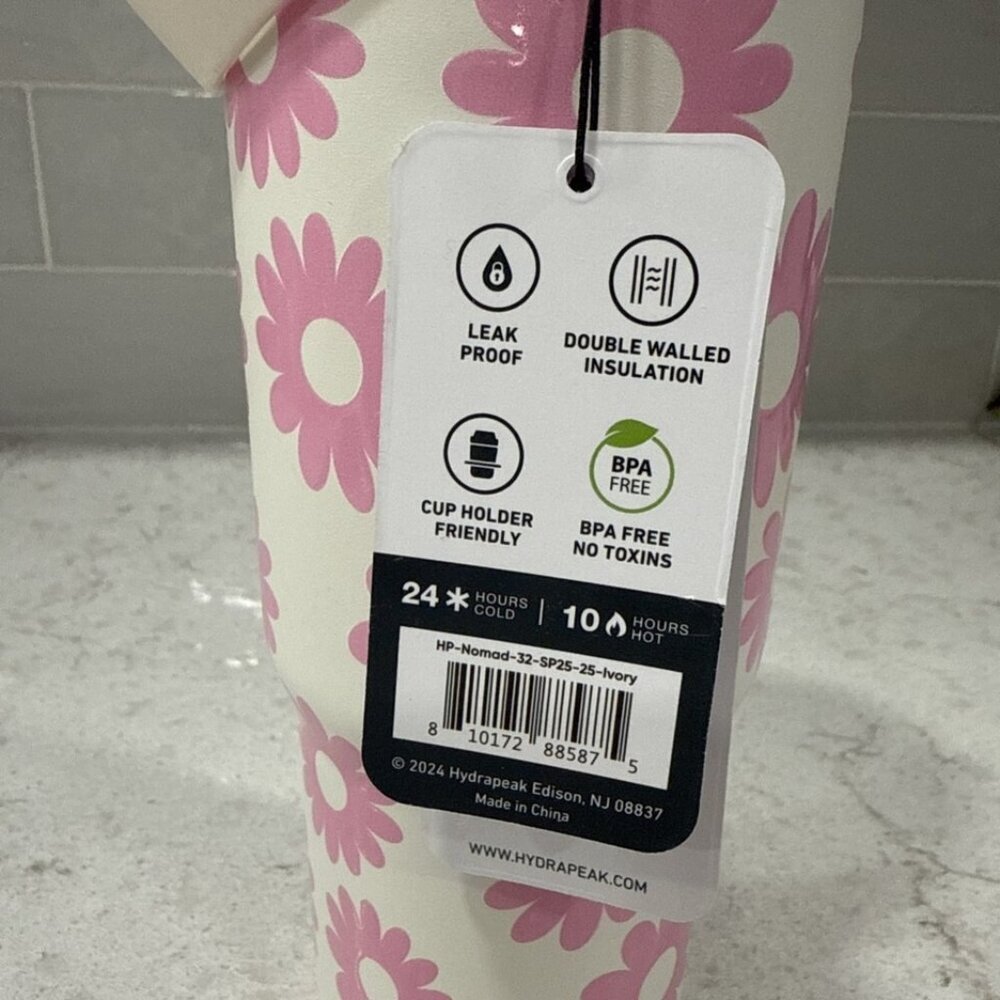 LEAK
PROOF
DOUBLE WALLED
INSULATION
CUP HOLDER
FRIENDLY
BPA
FREE
BPA FREE
NO TOXINS
24 HOURS COLD | 10 HOURS HOT
HP-Nomad-32-SP25-25-Ivory
8 10172 88587 5
© 2024 Hydrapeak Edison, NJ 08837
Made in China
WWW.HYDRAPEAK.COM